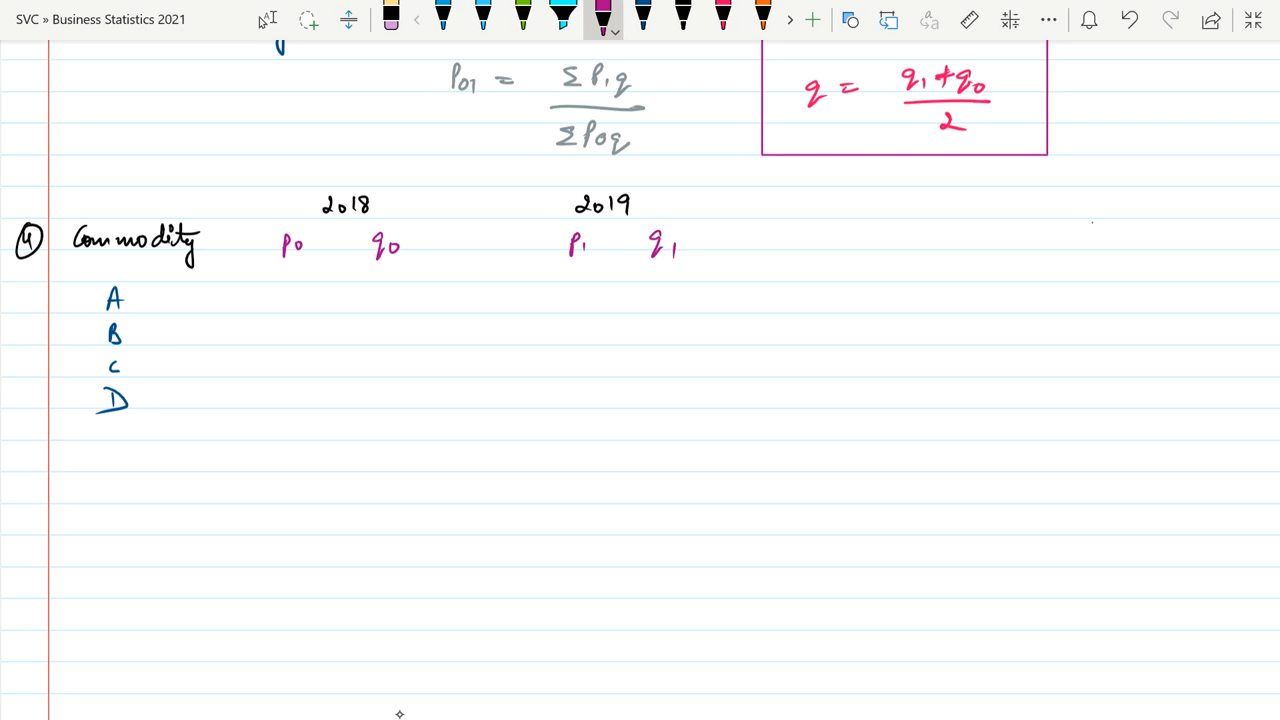 SVC » Business Statistics 2021
P01 = ΣP1q / ΣP0q
q = q1 + q0 / 2
2018 2019
4 Commodity p0 q0 p1 q1
A
B
C
D